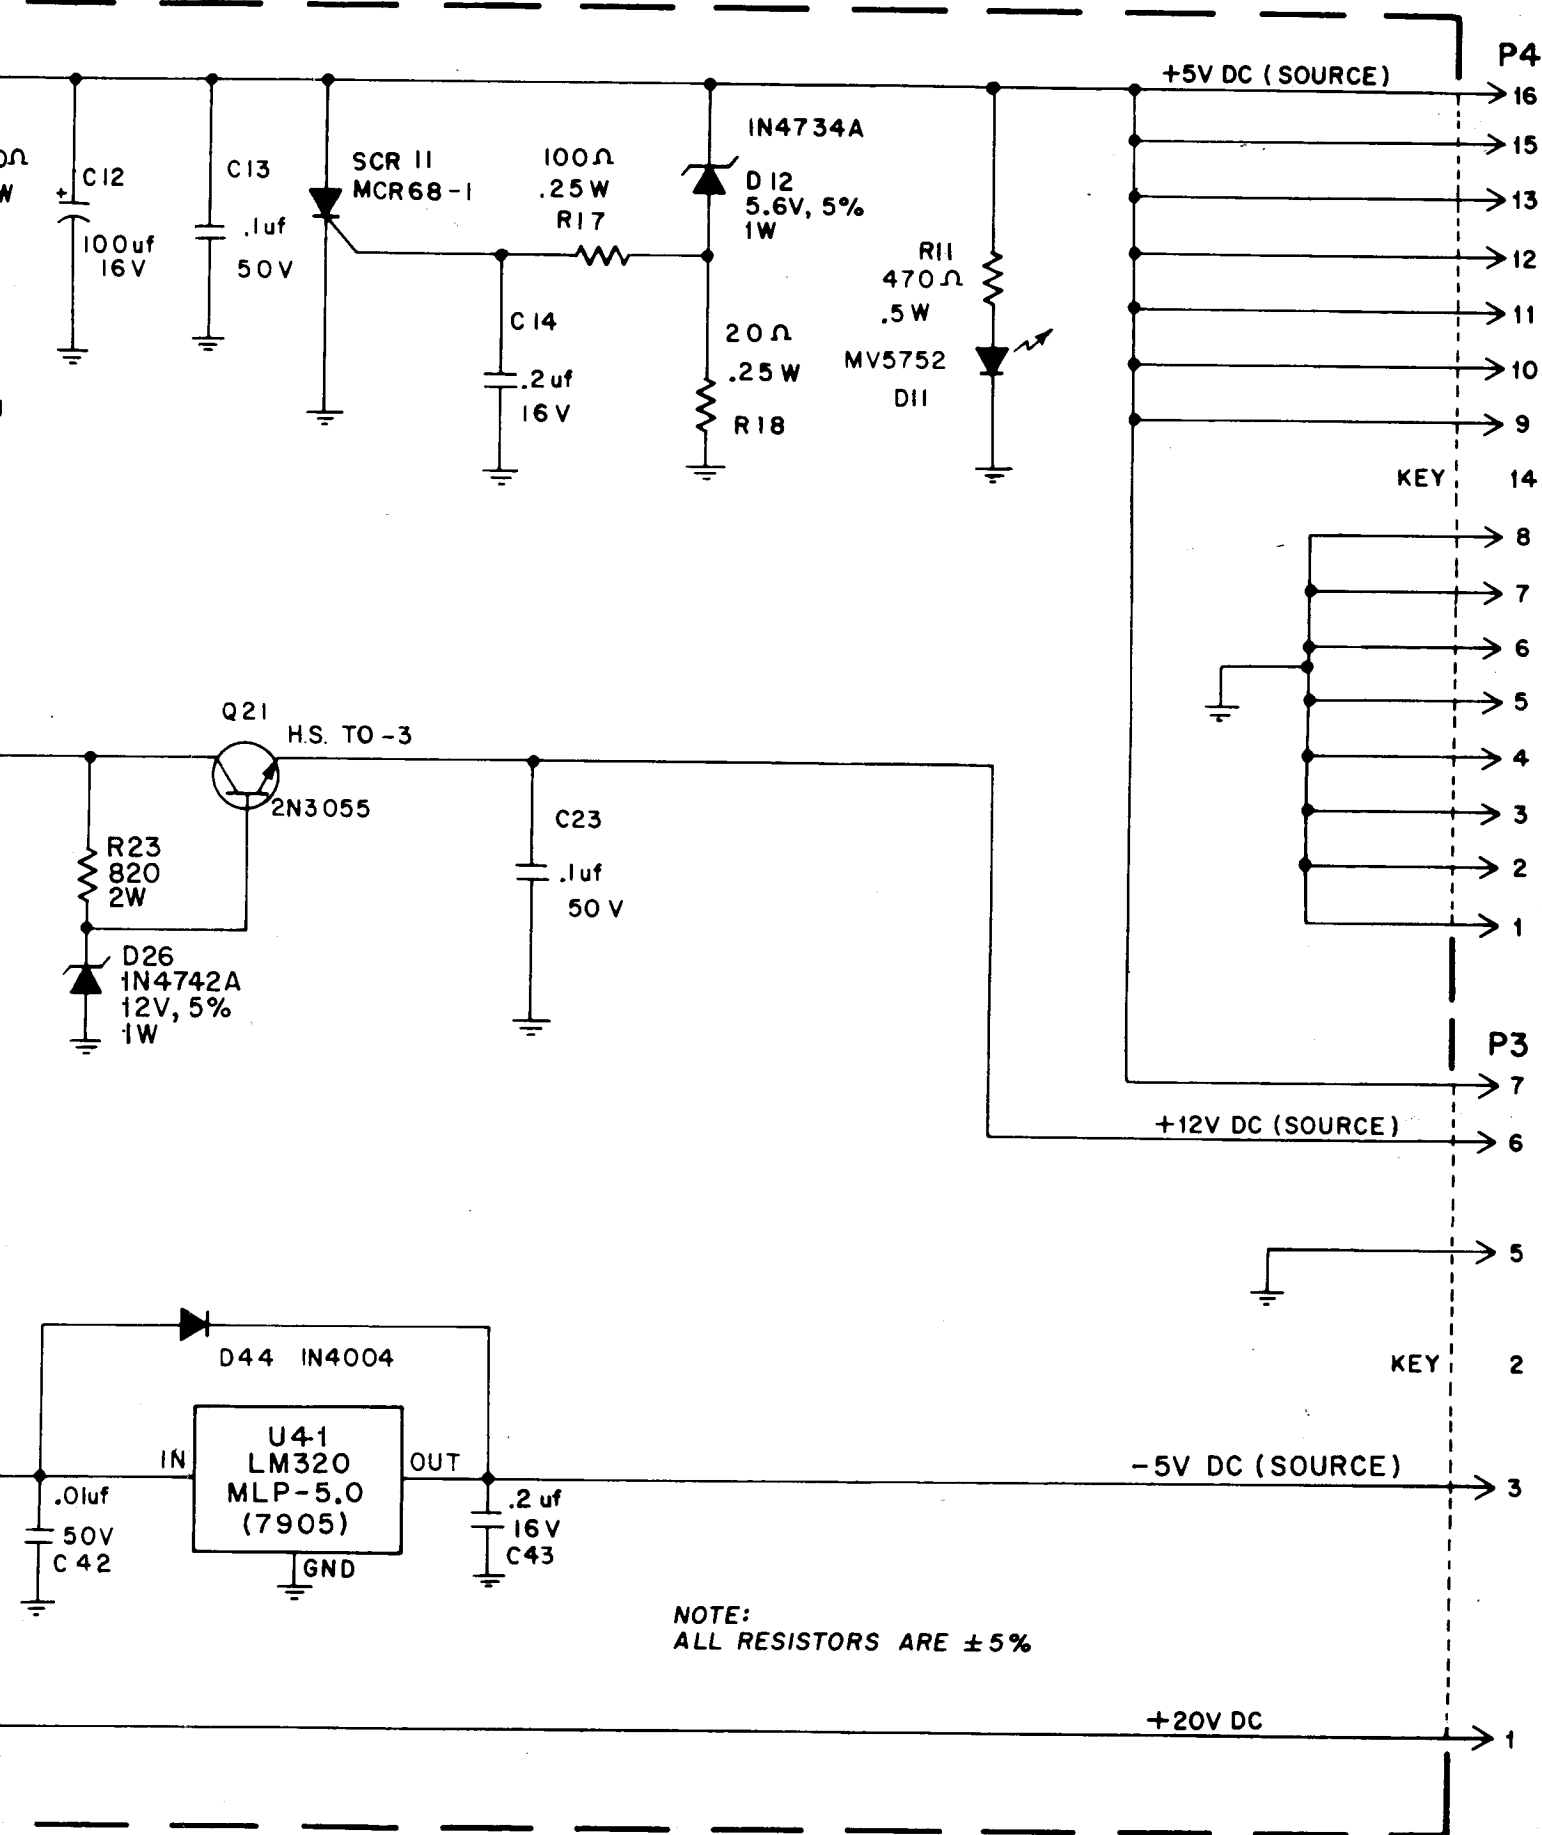 P4
+5V DC (SOURCE)
16
15
13
12
11
10
9
KEY 14
8
7
6
5
4
3
2
1
C12
100uf
16V
C13
.1uf
50V
SCR 11
MCR68-1
100Ω
.25W
R17
1N4734A
D12
5.6V, 5%
1W
C14
.2uf
16V
20Ω
.25W
R18
R11
470Ω
.5W
MV5752
D11
Q21
H.S. TO-3
2N3055
R23
820
2W
D26
1N4742A
12V, 5%
1W
C23
.1uf
50V
P3
7
+12V DC (SOURCE)
6
5
KEY 2
D44 IN4004
IN
U41
LM320
MLP-5.0
(7905)
OUT
GND
.01uf
50V
C42
.2uf
16V
C43
-5V DC (SOURCE)
3
NOTE:
ALL RESISTORS ARE ±5%
+20V DC
1